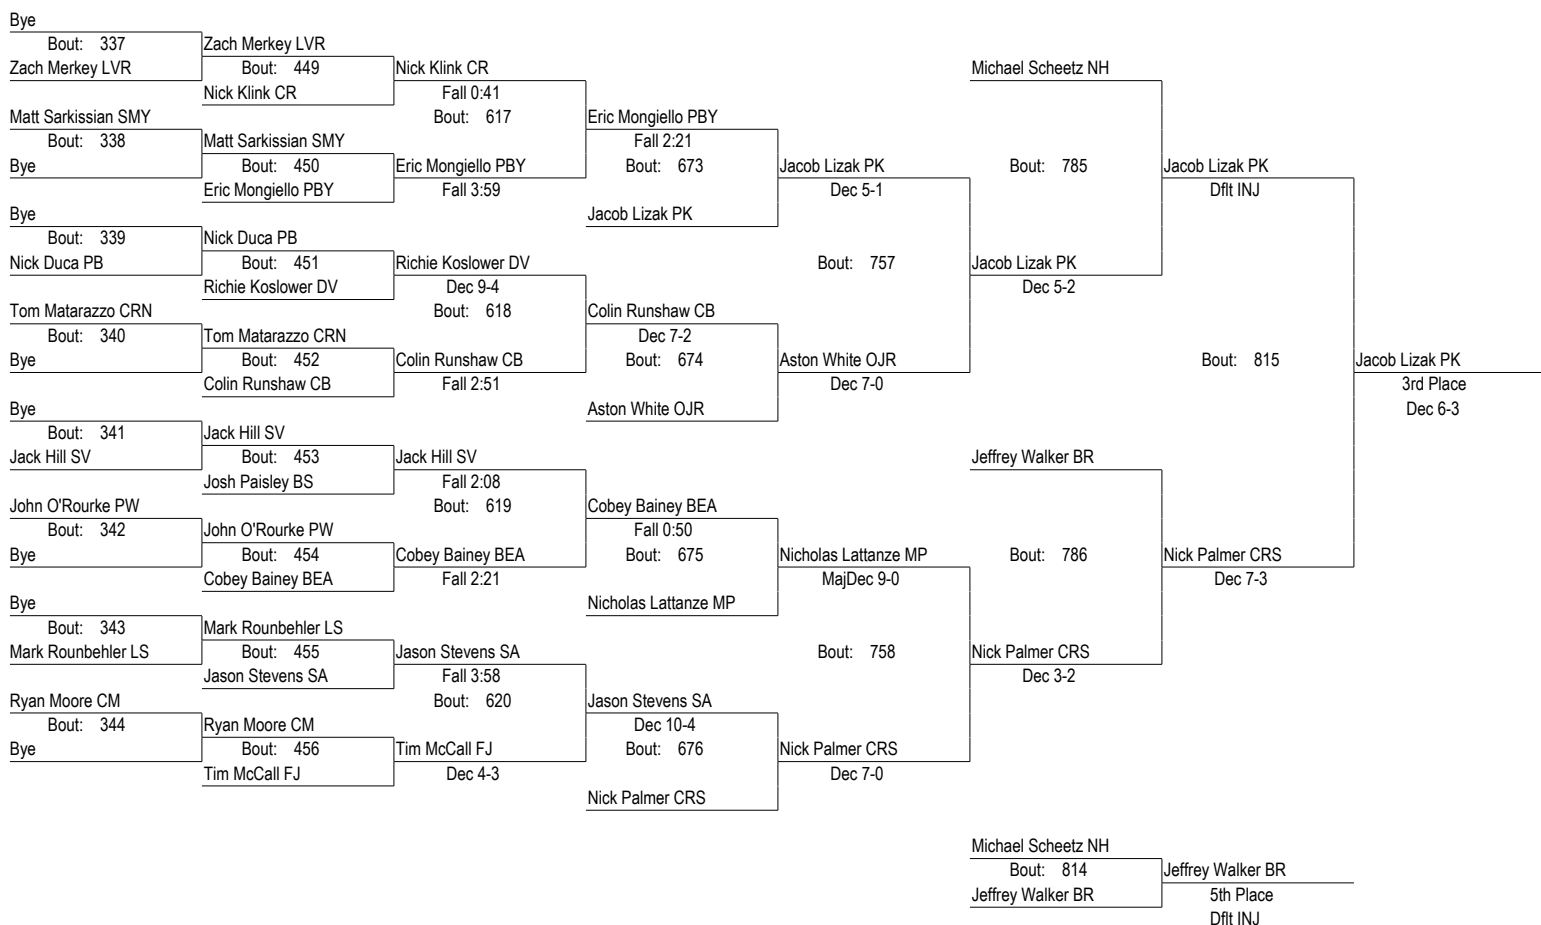 Bye
Bout: 337
Zach Merkey LVR
Zach Merkey LVR
Bout: 449
Nick Klink CR
Nick Klink CR
Fall 0:41
Bout: 617
Matt Sarkissian SMY
Bout: 338
Bye
Matt Sarkissian SMY
Bout: 450
Eric Mongiello PBY
Eric Mongiello PBY
Fall 3:59
Eric Mongiello PBY
Fall 2:21
Bout: 673
Jacob Lizak PK
Jacob Lizak PK
Dec 5-1
Bye
Bout: 339
Nick Duca PB
Nick Duca PB
Bout: 451
Richie Koslower DV
Richie Koslower DV
Dec 9-4
Bout: 618
Tom Matarazzo CRN
Bout: 340
Bye
Tom Matarazzo CRN
Bout: 452
Colin Runshaw CB
Colin Runshaw CB
Fall 2:51
Colin Runshaw CB
Dec 7-2
Bout: 674
Aston White OJR
Aston White OJR
Dec 7-0
Bout: 757
Jacob Lizak PK
Dec 5-2
Michael Scheetz NH
Bout: 785
Jacob Lizak PK
Dflt INJ
Bye
Bout: 341
Jack Hill SV
Jack Hill SV
Bout: 453
Josh Paisley BS
Jack Hill SV
Fall 2:08
Bout: 619
John O'Rourke PW
Bout: 342
Bye
John O'Rourke PW
Bout: 454
Cobey Bainey BEA
Cobey Bainey BEA
Fall 2:21
Cobey Bainey BEA
Fall 0:50
Bout: 675
Nicholas Lattanze MP
Nicholas Lattanze MP
MajDec 9-0
Bye
Bout: 343
Mark Rounbehler LS
Mark Rounbehler LS
Bout: 455
Jason Stevens SA
Jason Stevens SA
Fall 3:58
Bout: 620
Ryan Moore CM
Bout: 344
Bye
Ryan Moore CM
Bout: 456
Tim McCall FJ
Tim McCall FJ
Dec 4-3
Jason Stevens SA
Dec 10-4
Bout: 676
Nick Palmer CRS
Nick Palmer CRS
Dec 7-0
Bout: 758
Nick Palmer CRS
Dec 3-2
Jeffrey Walker BR
Bout: 786
Nick Palmer CRS
Dec 7-3
Bout: 815
Jacob Lizak PK
3rd Place
Dec 6-3
Michael Scheetz NH
Bout: 814
Jeffrey Walker BR
Jeffrey Walker BR
5th Place
Dflt INJ